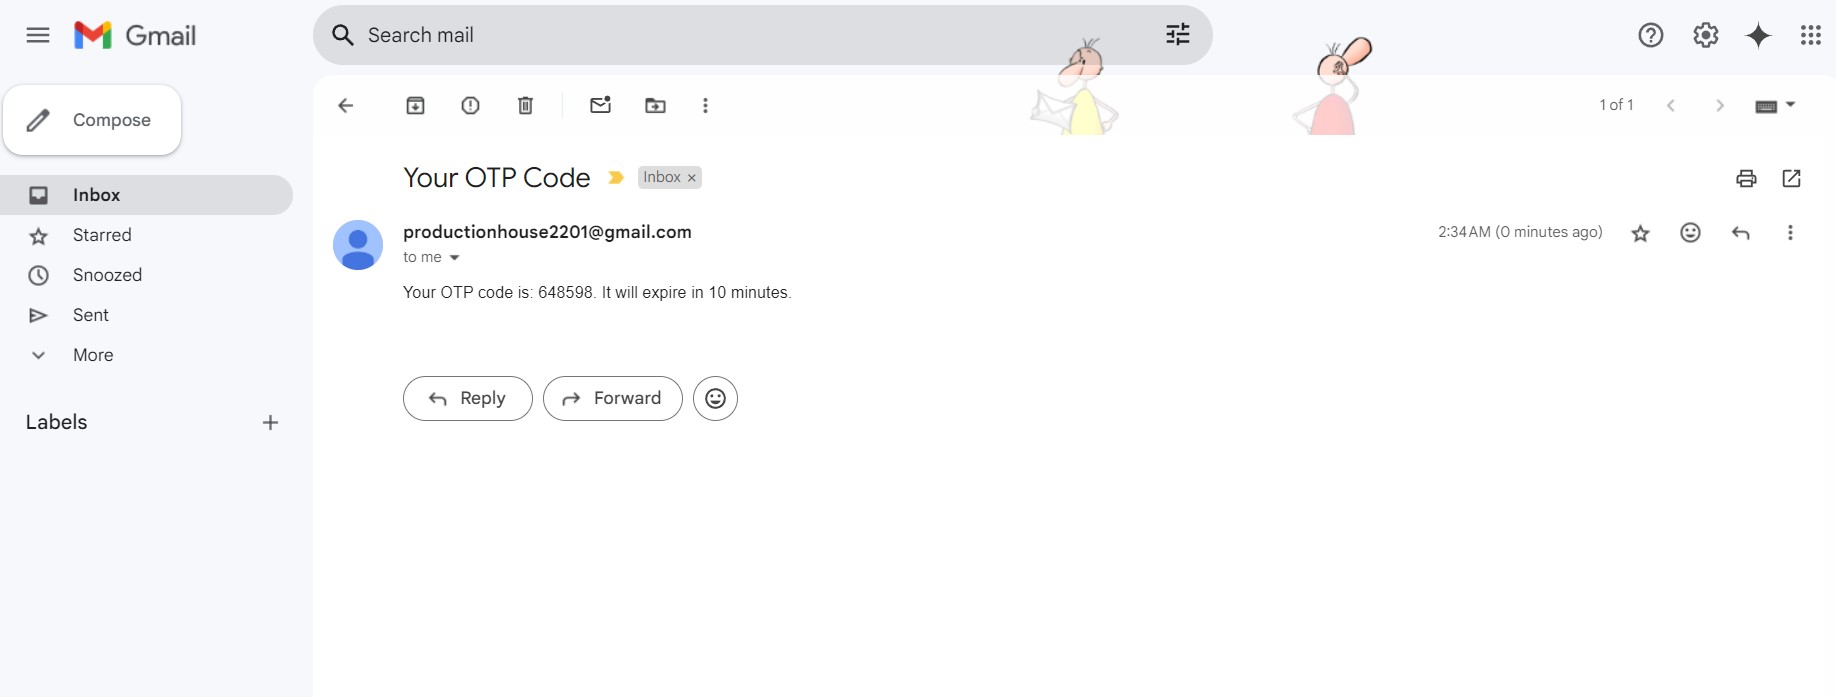 Gmail
Search mail
Compose
1 of 1
Your OTP Code
Inbox ×
Inbox
productionhouse2201@gmail.com
2:34 AM (0 minutes ago)
Starred
to me
Snoozed
Your OTP code is: 648598. It will expire in 10 minutes.
Sent
More
Reply
Forward
Labels